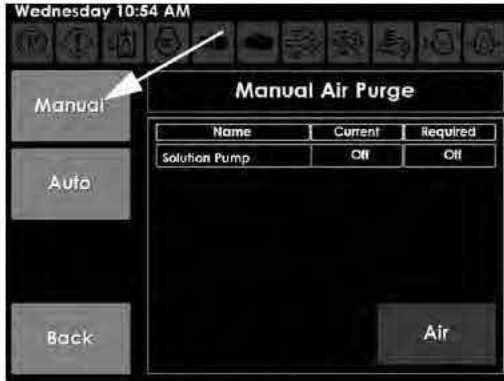 Wednesday 10:54 AM
Manual
Manual Air Purge
Name Current Required
Solution Pump Off Off
Auto
Back
Air